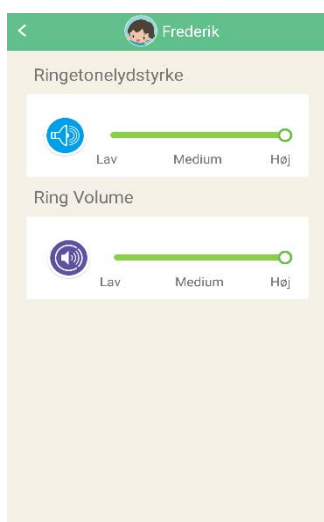 Frederik
Ringetonelydstyrke
Lav Medium Høj
Ring Volume
Lav Medium Høj